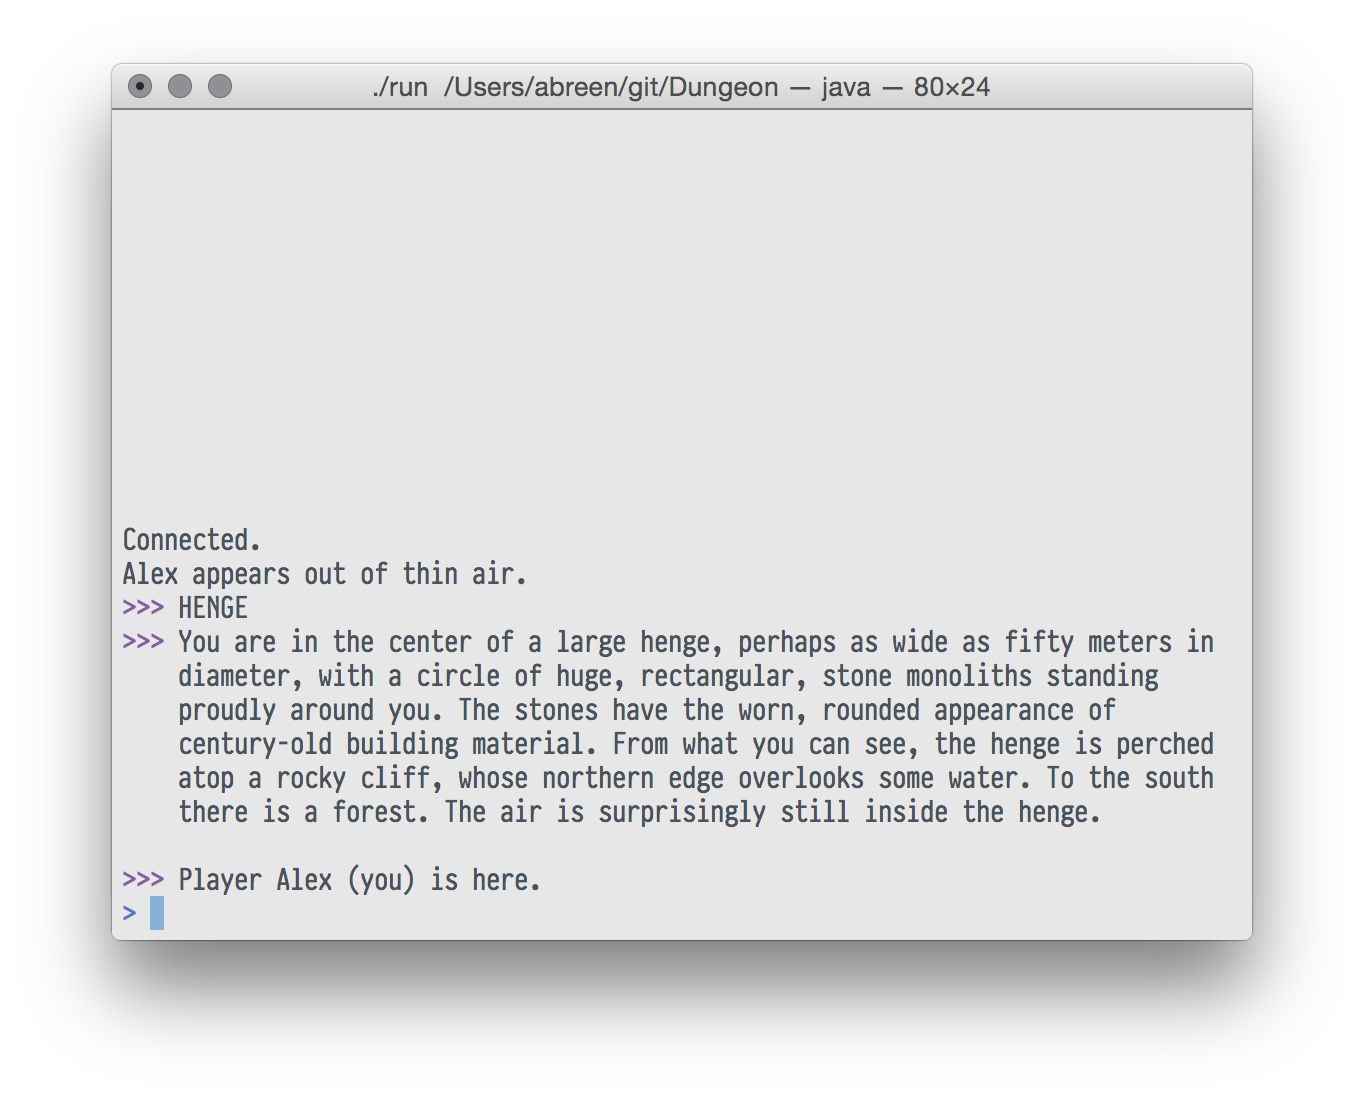 ./run  /Users/abreen/git/Dungeon — java — 80×24
Connected.
Alex appears out of thin air.
>>> HENGE
>>> You are in the center of a large henge, perhaps as wide as fifty meters in
diameter, with a circle of huge, rectangular, stone monoliths standing
proudly around you. The stones have the worn, rounded appearance of
century-old building material. From what you can see, the henge is perched
atop a rocky cliff, whose northern edge overlooks some water. To the south
there is a forest. The air is surprisingly still inside the henge.
>>> Player Alex (you) is here.
>